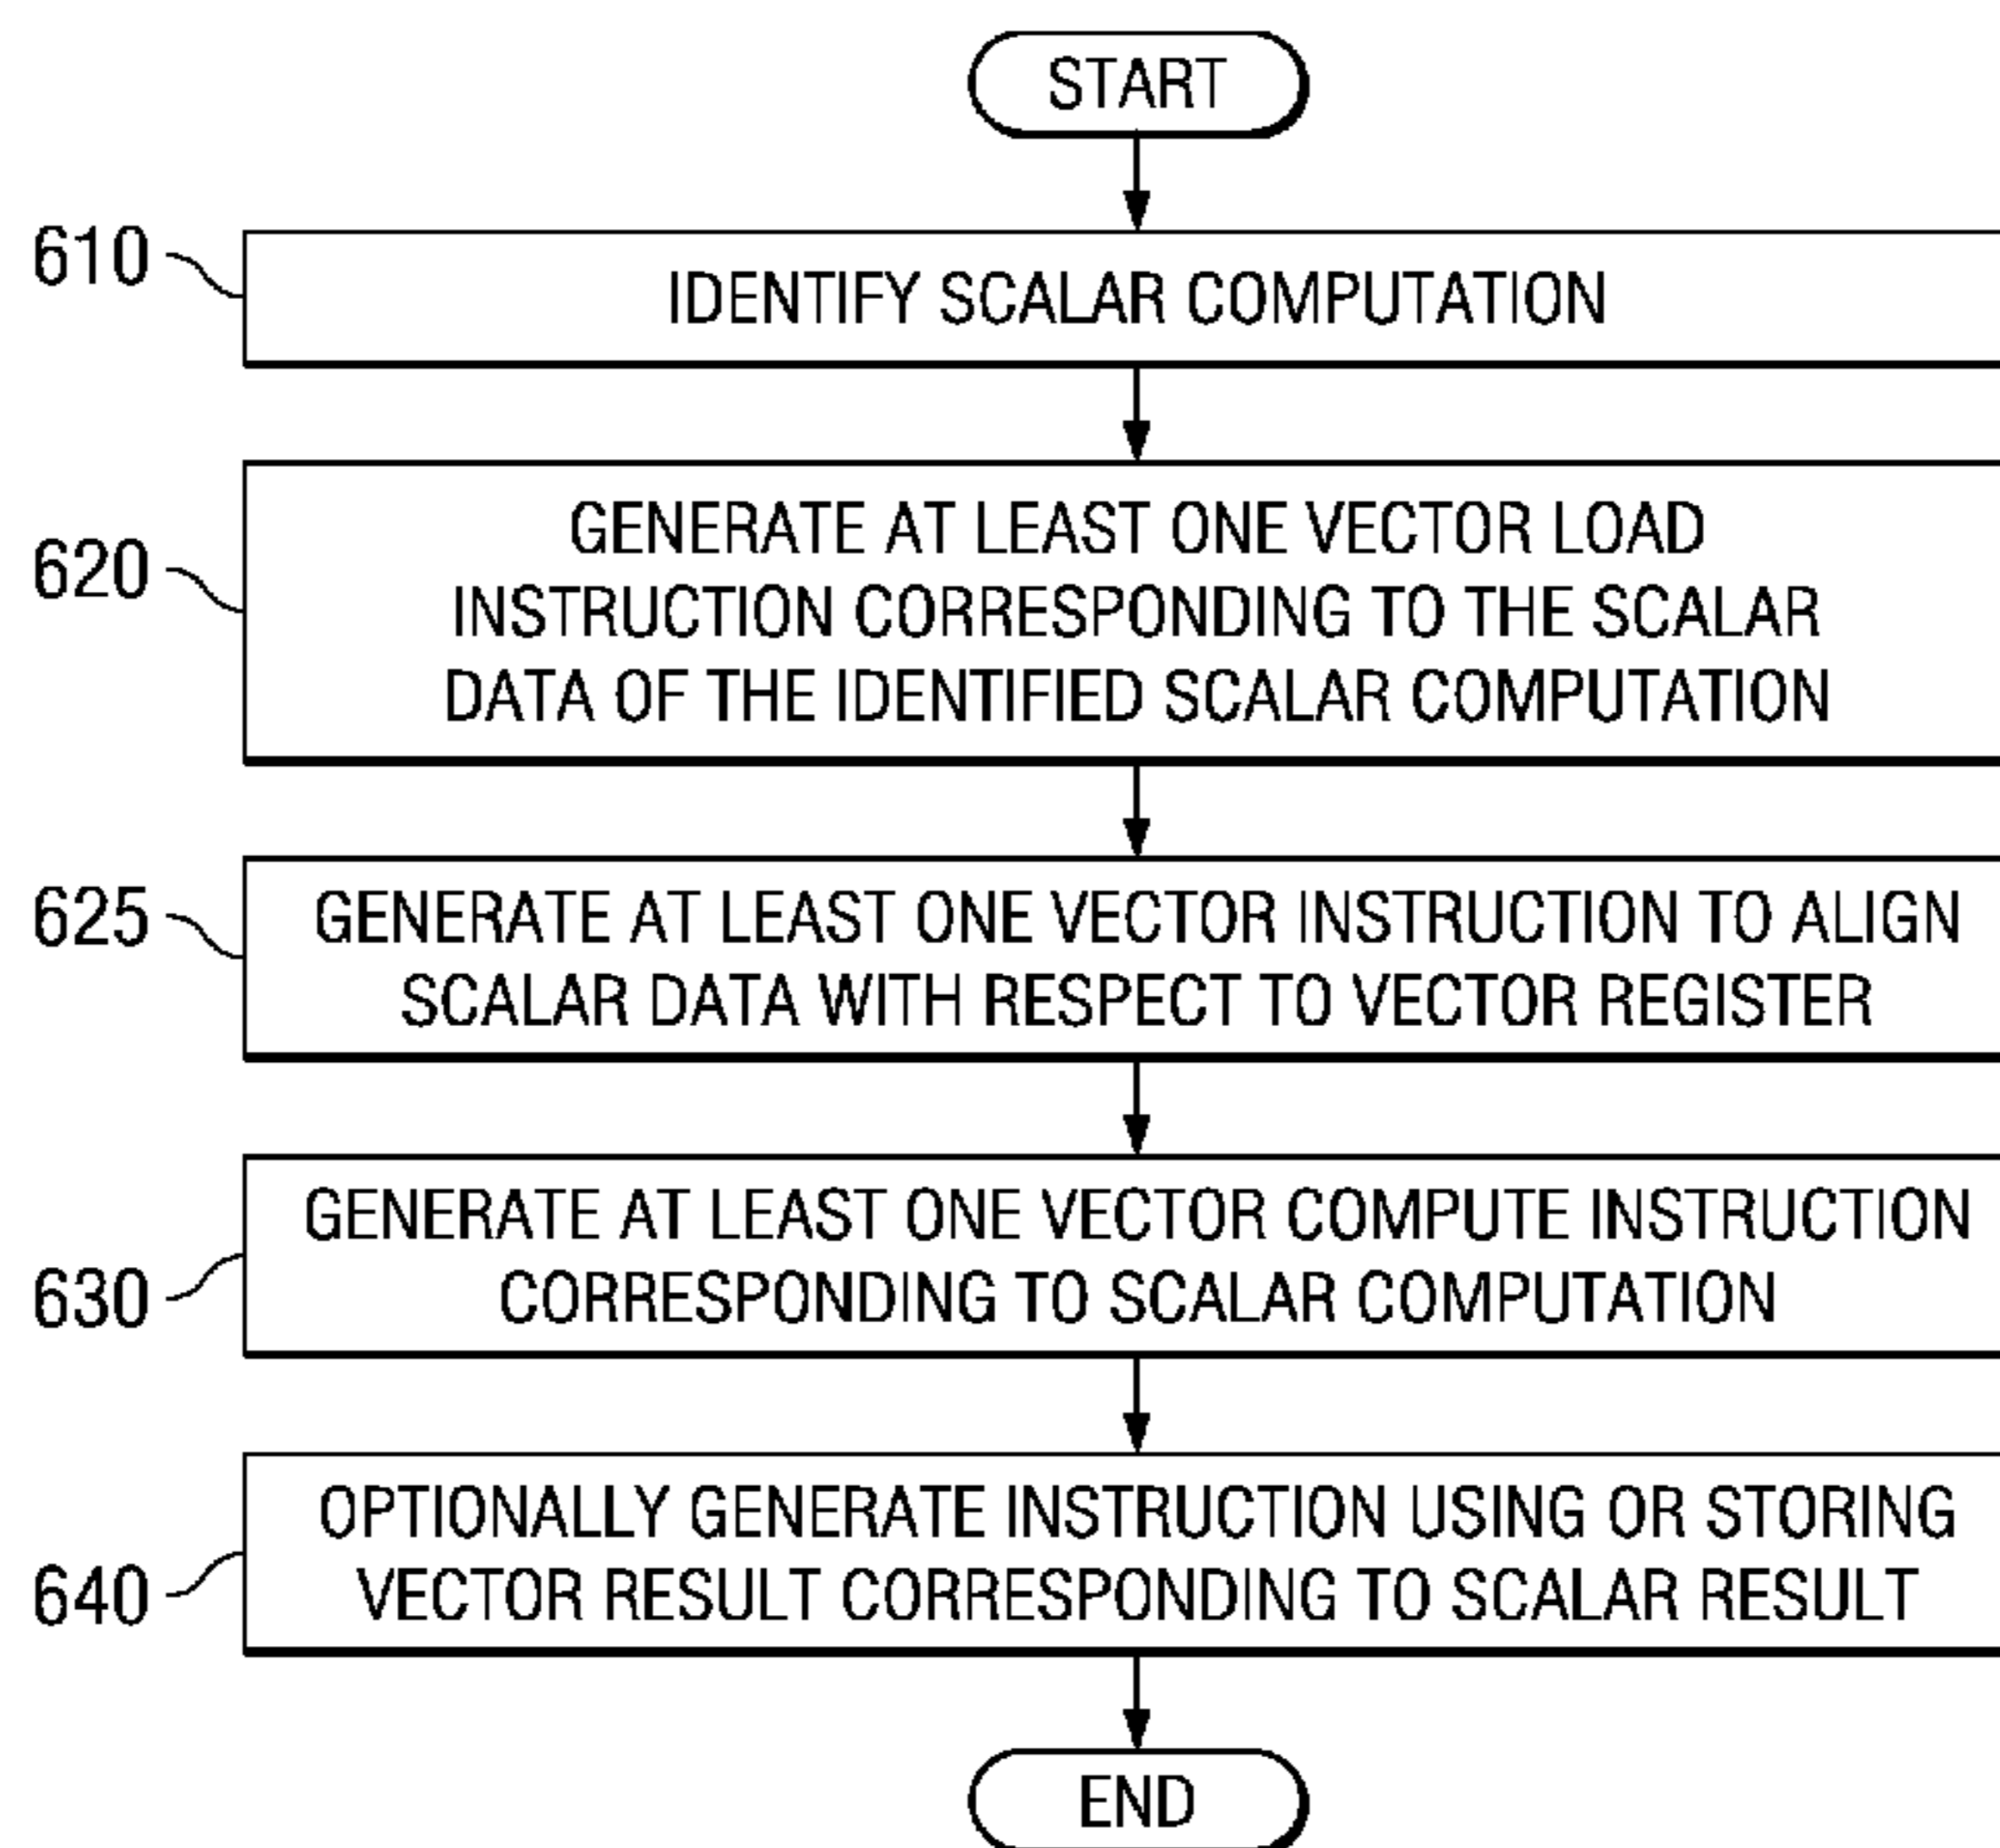 START
610
IDENTIFY SCALAR COMPUTATION
620
GENERATE AT LEAST ONE VECTOR LOAD
INSTRUCTION CORRESPONDING TO THE SCALAR
DATA OF THE IDENTIFIED SCALAR COMPUTATION
625
GENERATE AT LEAST ONE VECTOR INSTRUCTION TO ALIGN
SCALAR DATA WITH RESPECT TO VECTOR REGISTER
630
GENERATE AT LEAST ONE VECTOR COMPUTE INSTRUCTION
CORRESPONDING TO SCALAR COMPUTATION
640
OPTIONALLY GENERATE INSTRUCTION USING OR STORING
VECTOR RESULT CORRESPONDING TO SCALAR RESULT
END